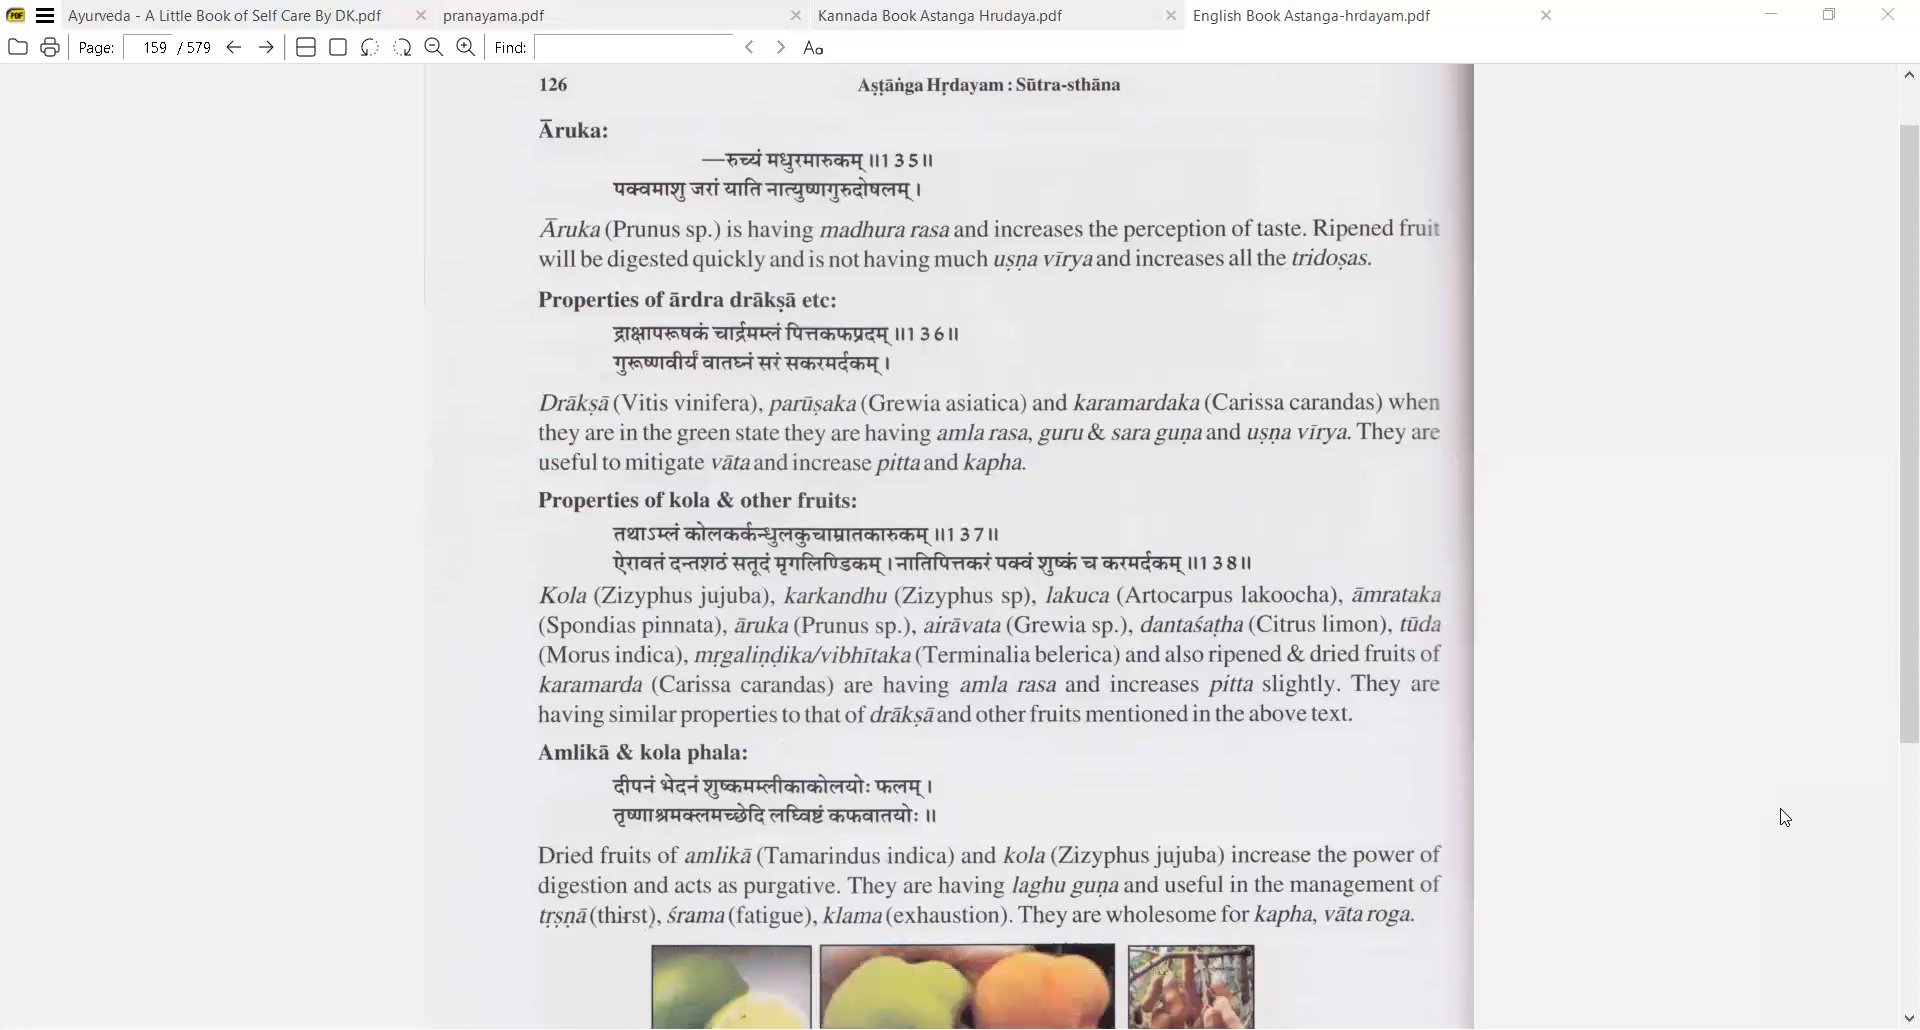 Ayurveda - A Little Book of Self Care By DK.pdf
pranayama.pdf
Kannada Book Astanga Hrudaya.pdf
English Book Astanga-hrdayam.pdf
Page: 159 / 579
Find:
Aa
126 Aṣṭāṅga Hṛdayam : Sūtra-sthāna
Āruka:
—रुच्यं मधुरमारुकम् ॥135॥
पक्वमाशु जरां याति नात्युष्णगुरुदोषलम् ।
Āruka (Prunus sp.) is having madhura rasa and increases the perception of taste. Ripened fruit
will be digested quickly and is not having much uṣṇa vīrya and increases all the tridoṣas.
Properties of ārdra drākṣā etc:
द्राक्षापरूषकं चार्द्रमम्लं पित्तकफप्रदम् ॥136॥
गुरूष्णवीर्यं वातघ्नं सरं सकरमर्दकम् ।
Drākṣā (Vitis vinifera), parūṣaka (Grewia asiatica) and karamardaka (Carissa carandas) when
they are in the green state they are having amla rasa, guru & sara guṇa and uṣṇa vīrya. They are
useful to mitigate vāta and increase pitta and kapha.
Properties of kola & other fruits:
तथाऽम्लं कोलकर्कन्धुलकुचाम्रातकारुकम् ॥137॥
ऐरावतं दन्तशठं सतूदं मृगलिण्डिकम् । नातिपित्तकरं पक्वं शुष्कं च करमर्दकम् ॥138॥
Kola (Zizyphus jujuba), karkandhu (Zizyphus sp), lakuca (Artocarpus lakoocha), āmrataka
(Spondias pinnata), āruka (Prunus sp.), airāvata (Grewia sp.), dantaśaṭha (Citrus limon), tūda
(Morus indica), mṛgaliṇḍika/vibhītaka (Terminalia belerica) and also ripened & dried fruits of
karamarda (Carissa carandas) are having amla rasa and increases pitta slightly. They are
having similar properties to that of drākṣā and other fruits mentioned in the above text.
Amlikā & kola phala:
दीपनं भेदनं शुष्कमम्लीकाकोलयोः फलम् ।
तृष्णाश्रमक्लमच्छेदि लघ्विष्टं कफवातयोः ॥
Dried fruits of amlikā (Tamarindus indica) and kola (Zizyphus jujuba) increase the power of
digestion and acts as purgative. They are having laghu guṇa and useful in the management of
tṛṣṇā (thirst), śrama (fatigue), klama (exhaustion). They are wholesome for kapha, vāta roga.